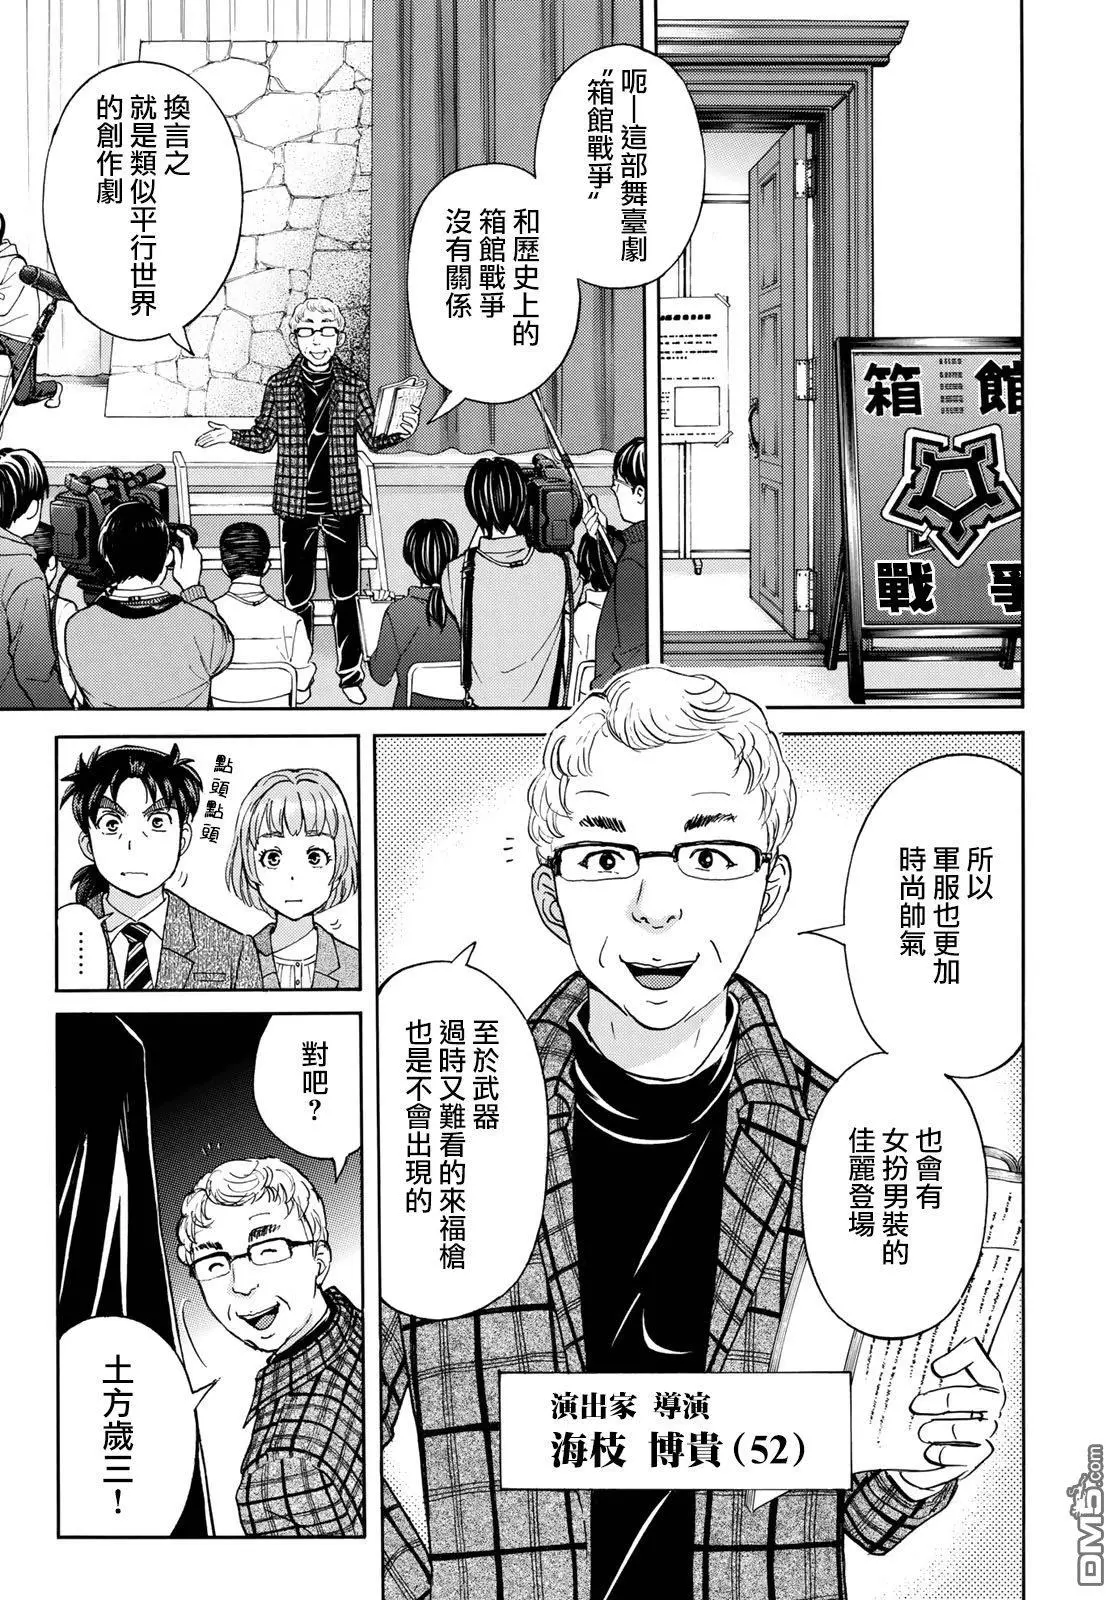 箱館
戰爭
呃—這部舞臺劇
〝箱館戰爭〞
和歷史上的
箱館戰爭
沒有關係
換言之
就是類似平行世界
的創作劇
所以
軍服也更加
時尚帥氣
也會有
女扮男裝的
佳麗登場
至於武器
過時又難看的來福槍
也是不會出現的
演出家 導演
海枝 博貴(52)
點頭點頭
……
對吧?
土方歲三!
DM5.com